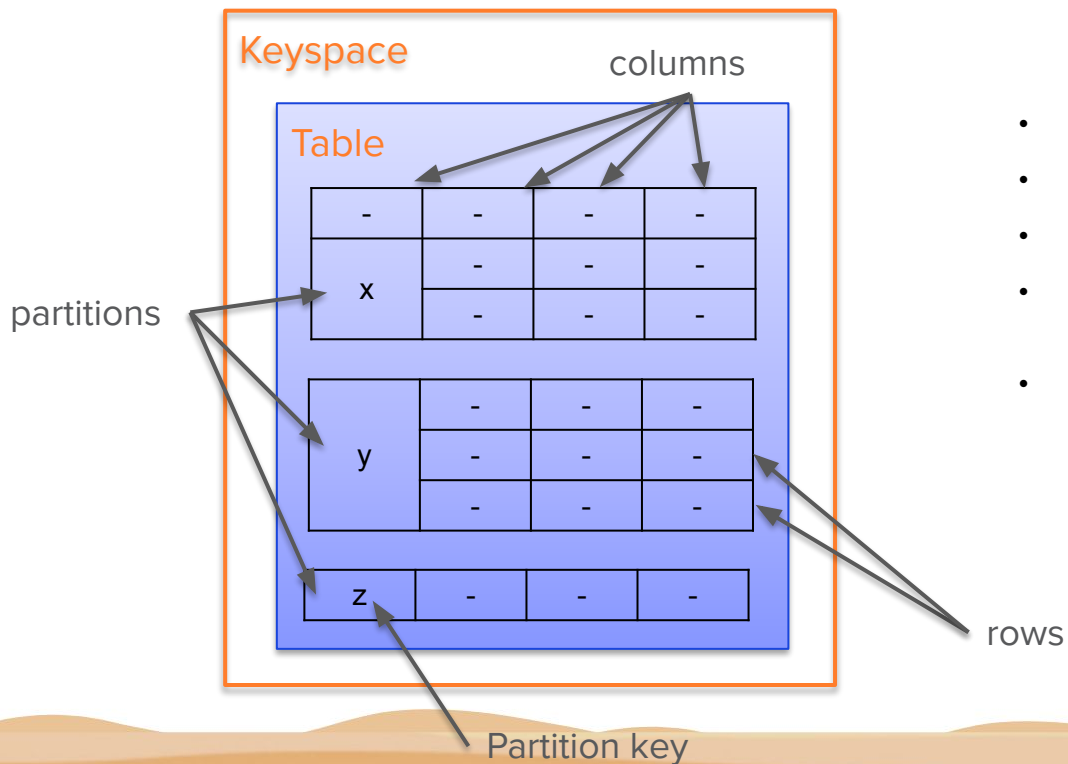 Keyspace
columns
Table
- - - -
x - - -
- - -
partitions
y - - -
- - -
- - -
z - - -
rows
Partition key